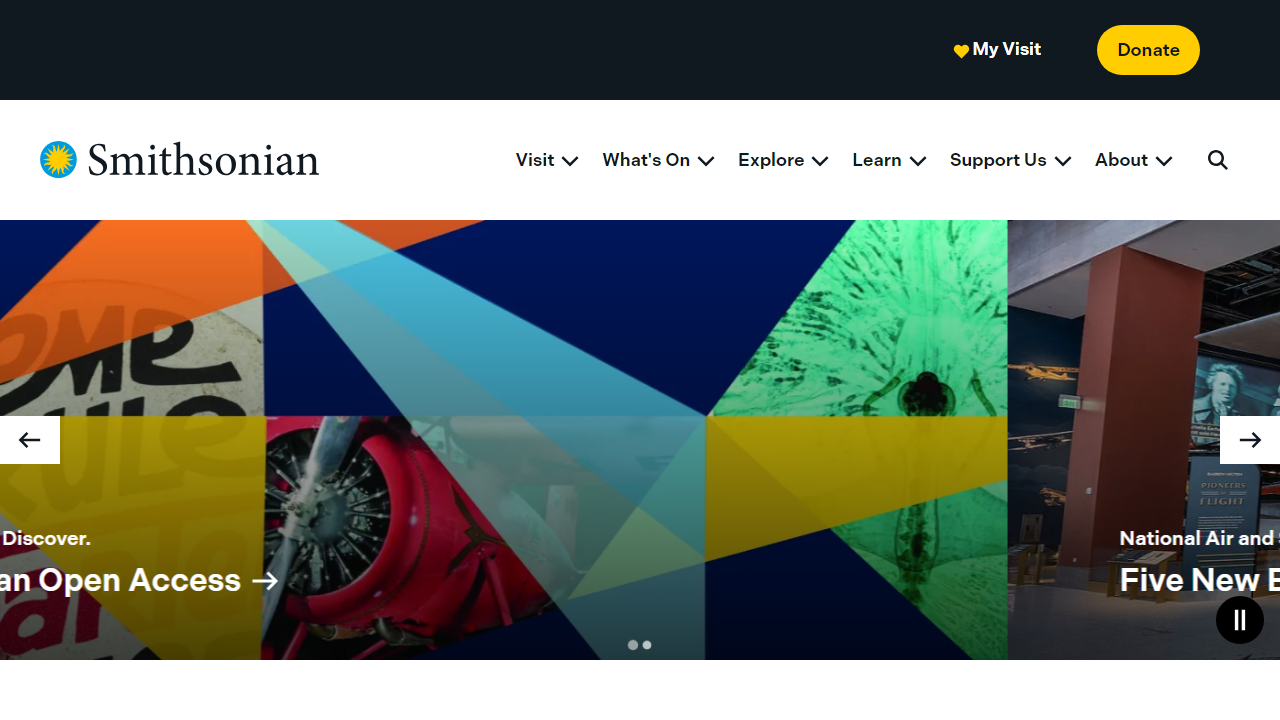 My Visit
Donate
Smithsonian
Visit
What's On
Explore
Learn
Support Us
About
Discover.
an Open Access
National Air and
Five New
PIONEERS
FLIGHT